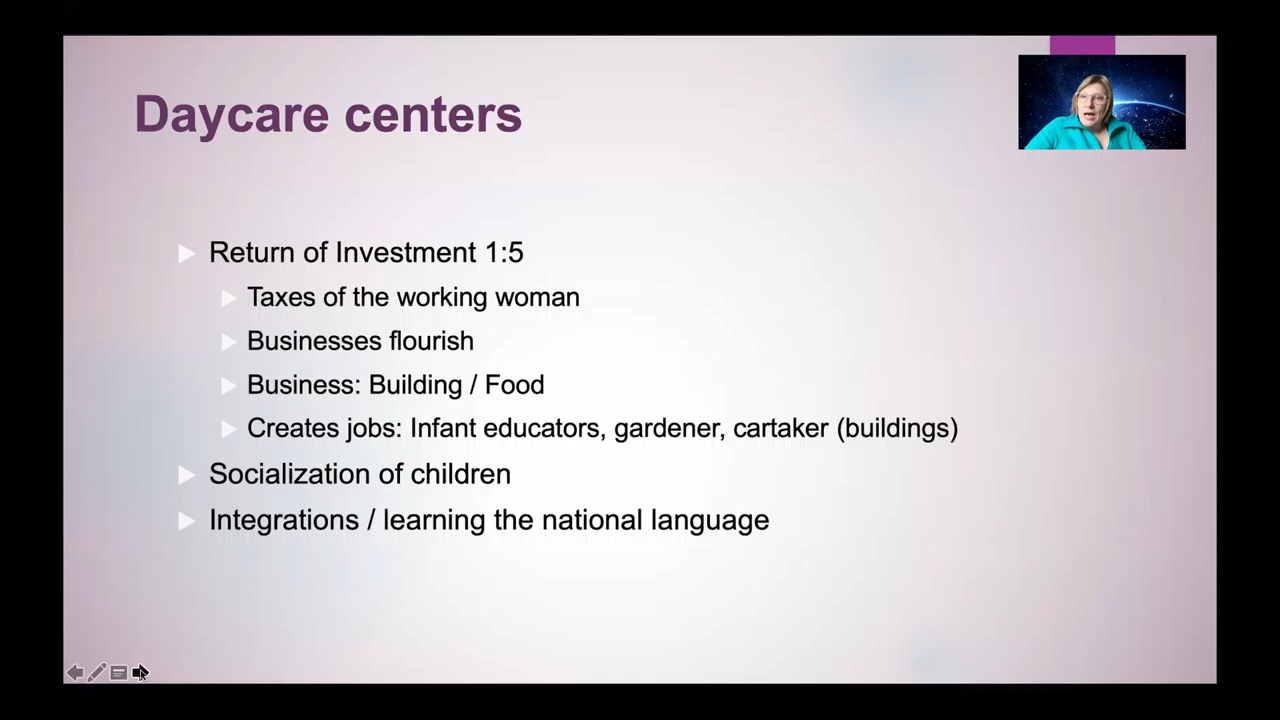 Daycare centers
Return of Investment 1:5
Taxes of the working woman
Businesses flourish
Business: Building / Food
Creates jobs: Infant educators, gardener, cartaker (buildings)
Socialization of children
Integrations / learning the national language